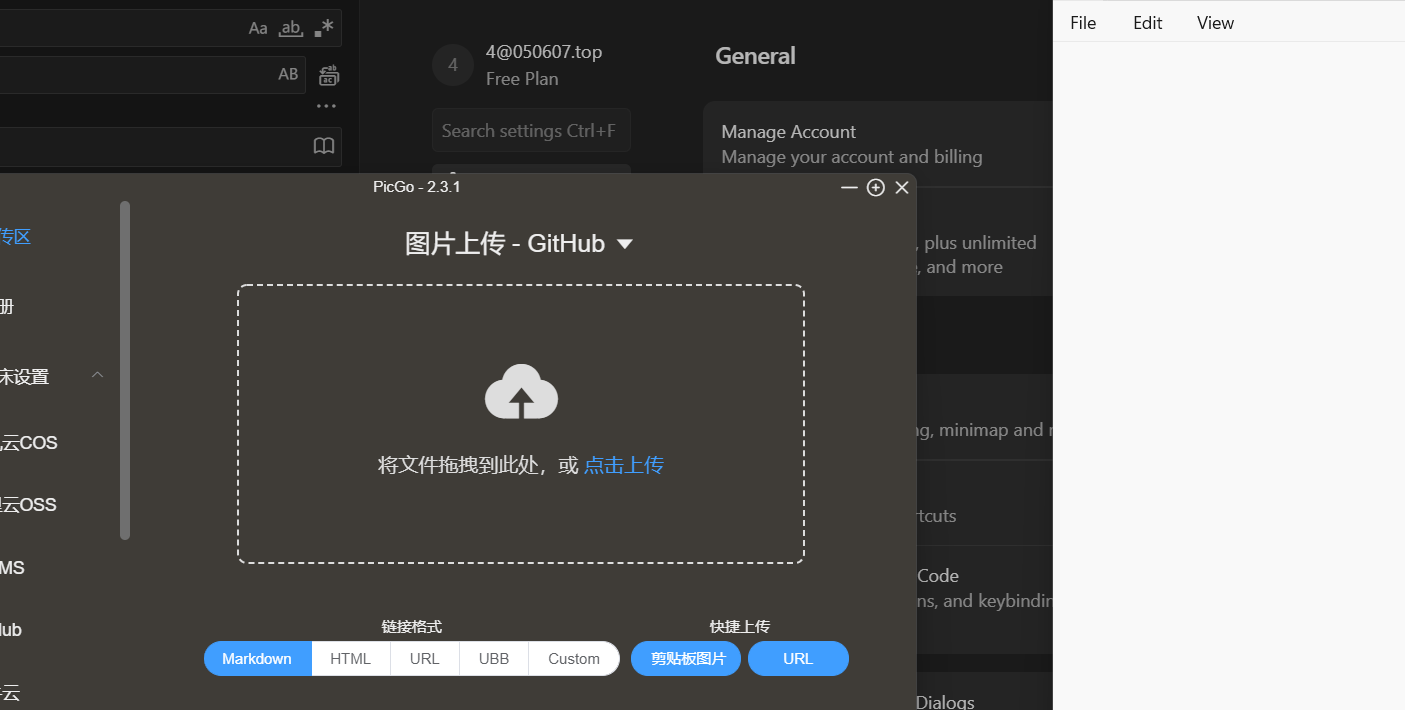 Aa
ab
AB
4
4@050607.top
Free Plan
Search settings Ctrl+F
General
Manage Account
Manage your account and billing
, plus unlimited
, and more
ng, minimap and
rtcuts
Code
ns, and keybindin
Dialogs
File Edit View
PicGo - 2.3.1
传区
册
床设置
云COS
云OSS
MS
ub
云
图片上传 - GitHub
将文件拖拽到此处，或 点击上传
链接格式
快捷上传
Markdown HTML URL UBB Custom
剪贴板图片 URL